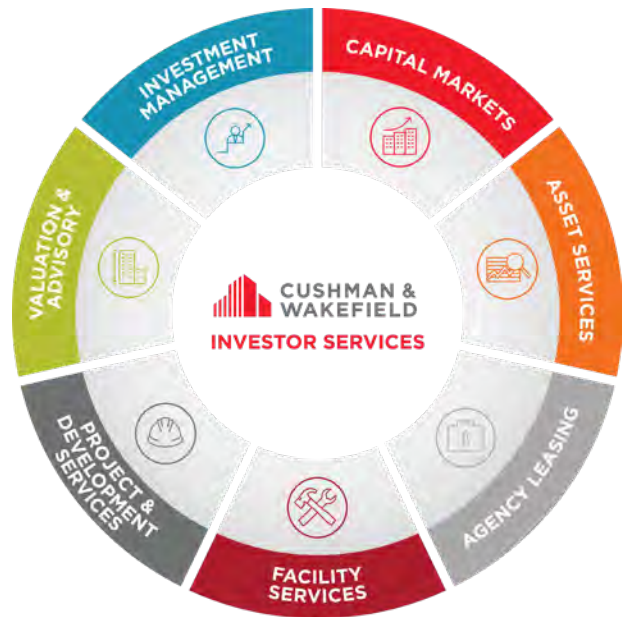 INVESTMENT
MANAGEMENT
CAPITAL MARKETS
ASSET SERVICES
AGENCY LEASING
FACILITY
SERVICES
PROJECT &
DEVELOPMENT
SERVICES
VALUATION &
ADVISORY
CUSHMAN &
WAKEFIELD
INVESTOR SERVICES